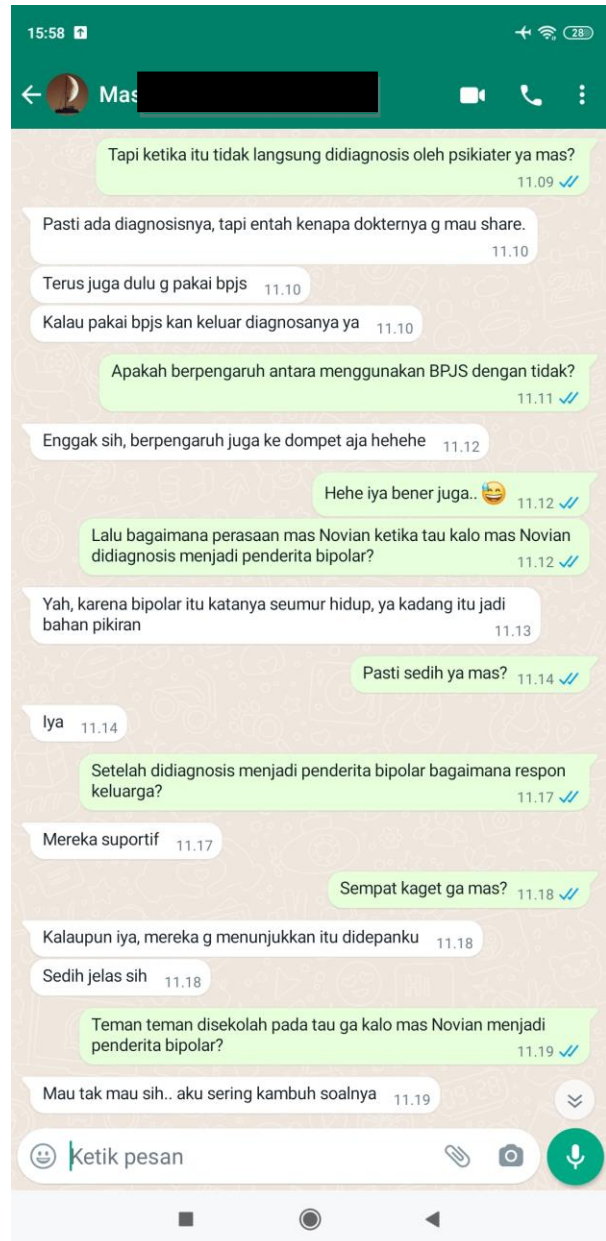 15:58
28
Mas
Tapi ketika itu tidak langsung didiagnosis oleh psikiater ya mas?
11.09
Pasti ada diagnosisnya, tapi entah kenapa dokternya g mau share.
11.10
Terus juga dulu g pakai bpjs 11.10
Kalau pakai bpjs kan keluar diagnosanya ya 11.10
Apakah berpengaruh antara menggunakan BPJS dengan tidak?
11.11
Enggak sih, berpengaruh juga ke dompet aja hehehe 11.12
Hehe iya bener juga.. 😅 11.12
Lalu bagaimana perasaan mas Novian ketika tau kalo mas Novian
didiagnosis menjadi penderita bipolar? 11.12
Yah, karena bipolar itu katanya seumur hidup, ya kadang itu jadi
bahan pikiran 11.13
Pasti sedih ya mas? 11.14
Iya 11.14
Setelah didiagnosis menjadi penderita bipolar bagaimana respon
keluarga? 11.17
Mereka suportif 11.17
Sempat kaget ga mas? 11.18
Kalaupun iya, mereka g menunjukkan itu didepanku 11.18
Sedih jelas sih 11.18
Teman teman disekolah pada tau ga kalo mas Novian menjadi
penderita bipolar? 11.19
Mau tak mau sih.. aku sering kambuh soalnya 11.19
Ketik pesan